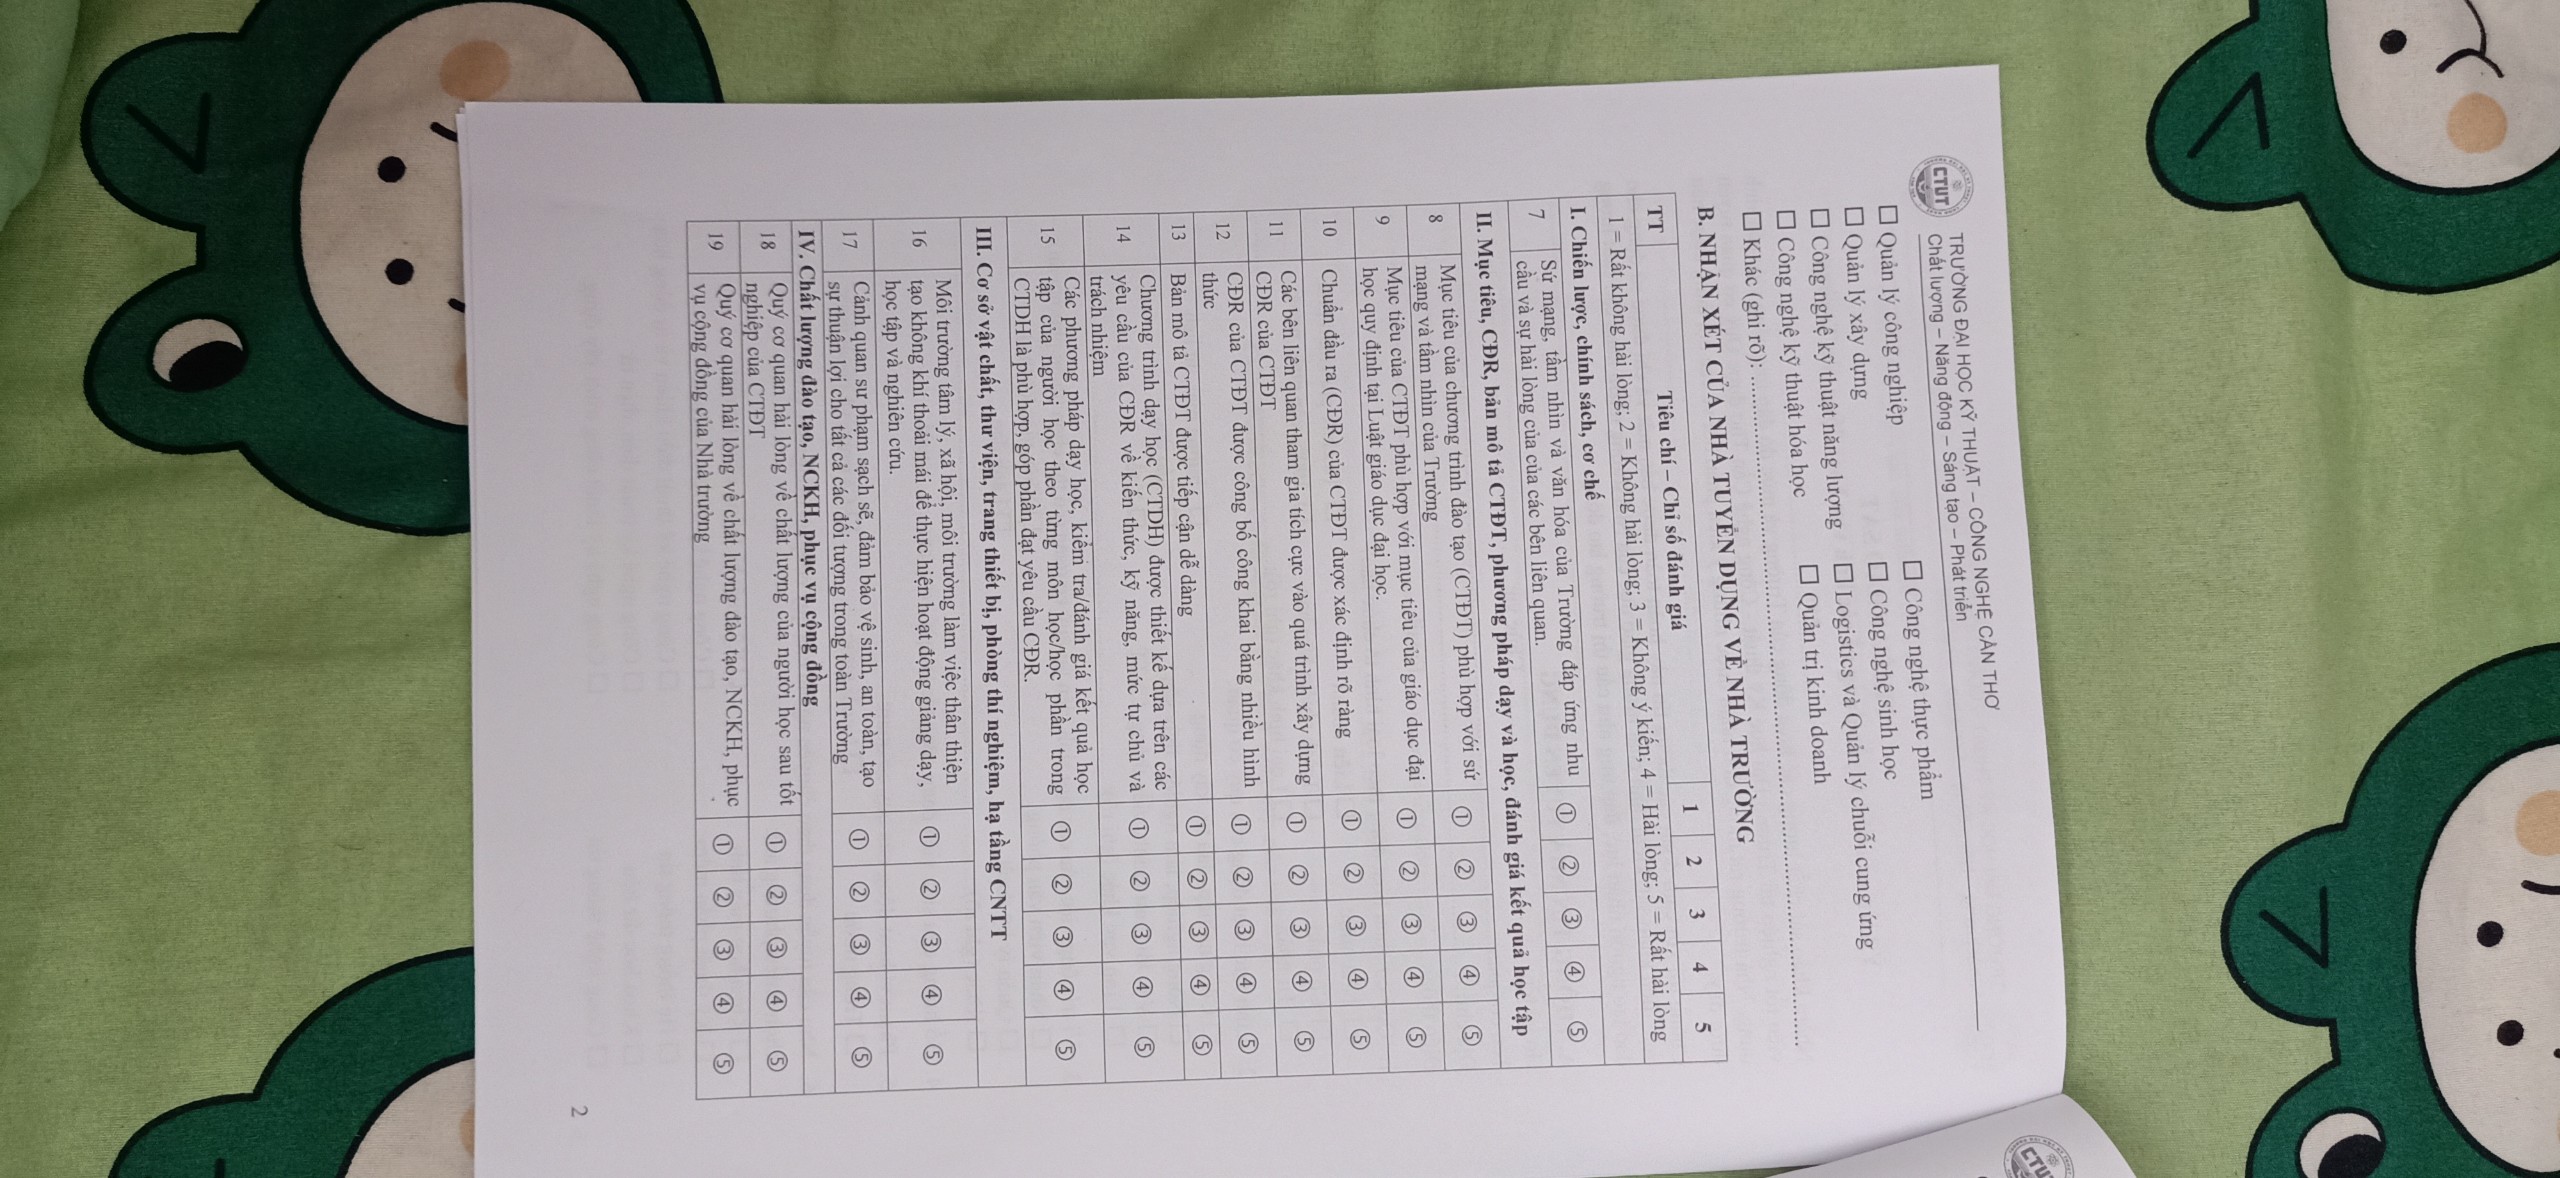 TRƯỜNG ĐẠI HỌC KỸ THUẬT – CÔNG NGHỆ CẦN THƠ
Chất lượng – Năng động – Sáng tạo – Phát triển
CTUT
☐ Quản lý công nghiệp ☐ Công nghệ thực phẩm
☐ Quản lý xây dựng ☐ Công nghệ sinh học
☐ Công nghệ kỹ thuật năng lượng ☐ Logistics và Quản lý chuỗi cung ứng
☐ Công nghệ kỹ thuật hóa học ☐ Quản trị kinh doanh
☐ Khác (ghi rõ):
B. NHẬN XÉT CỦA NHÀ TUYỂN DỤNG VỀ NHÀ TRƯỜNG
TT Tiêu chí – Chỉ số đánh giá 1 2 3 4 5
1 = Rất không hài lòng; 2 = Không hài lòng; 3 = Không ý kiến; 4 = Hài lòng; 5 = Rất hài lòng
I. Chiến lược, chính sách, cơ chế
7 Sứ mạng, tầm nhìn và văn hóa của Trường đáp ứng nhu ① ② ③ ④ ⑤
cầu và sự hài lòng của của các bên liên quan.
II. Mục tiêu, CĐR, bản mô tả CTĐT, phương pháp dạy và học, đánh giá kết quả học tập
8 Mục tiêu của chương trình đào tạo (CTĐT) phù hợp với sứ ① ② ③ ④ ⑤
mạng và tầm nhìn của Trường
9 Mục tiêu của CTĐT phù hợp với mục tiêu của giáo dục đại ① ② ③ ④ ⑤
học quy định tại Luật giáo dục đại học.
10 Chuẩn đầu ra (CĐR) của CTĐT được xác định rõ ràng ① ② ③ ④ ⑤
11 Các bên liên quan tham gia tích cực vào quá trình xây dựng ① ② ③ ④ ⑤
CĐR của CTĐT
12 CĐR của CTĐT được công bố công khai bằng nhiều hình ① ② ③ ④ ⑤
thức
13 Bản mô tả CTĐT được tiếp cận dễ dàng ① ② ③ ④ ⑤
Chương trình dạy học (CTDH) được thiết kế dựa trên các
14 yêu cầu của CĐR về kiến thức, kỹ năng, mức tự chủ và ① ② ③ ④ ⑤
trách nhiệm
Các phương pháp dạy học, kiểm tra/đánh giá kết quả học
15 tập của người học theo từng môn học/học phần trong ① ② ③ ④ ⑤
CTDH là phù hợp, góp phần đạt yêu cầu CĐR.
III. Cơ sở vật chất, thư viện, trang thiết bị, phòng thí nghiệm, hạ tầng CNTT
Môi trường tâm lý, xã hội, môi trường làm việc thân thiện
16 tạo không khí thoải mái để thực hiện hoạt động giảng dạy, ① ② ③ ④ ⑤
học tập và nghiên cứu.
17 Cảnh quan sư phạm sạch sẽ, đảm bảo vệ sinh, an toàn, tạo ① ② ③ ④ ⑤
sự thuận lợi cho tất cả các đối tượng trong toàn Trường
IV. Chất lượng đào tạo, NCKH, phục vụ cộng đồng
18 Quý cơ quan hài lòng về chất lượng của người học sau tốt ① ② ③ ④ ⑤
nghiệp của CTĐT
19 Quý cơ quan hài lòng về chất lượng đào tạo, NCKH, phục ① ② ③ ④ ⑤
vụ cộng đồng của Nhà trường
2
CTUT